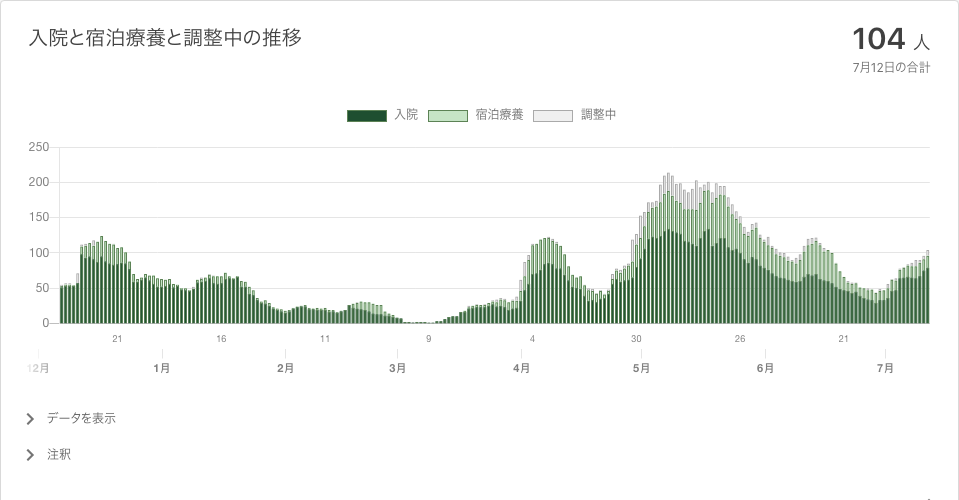 入院と宿泊療養と調整中の推移
104 人
7月12日の合計
入院 宿泊療養 調整中
250
200
150
100
50
0
21 16 11 9 4 30 26 21
12月 1月 2月 3月 4月 5月 6月 7月
データを表示
注釈